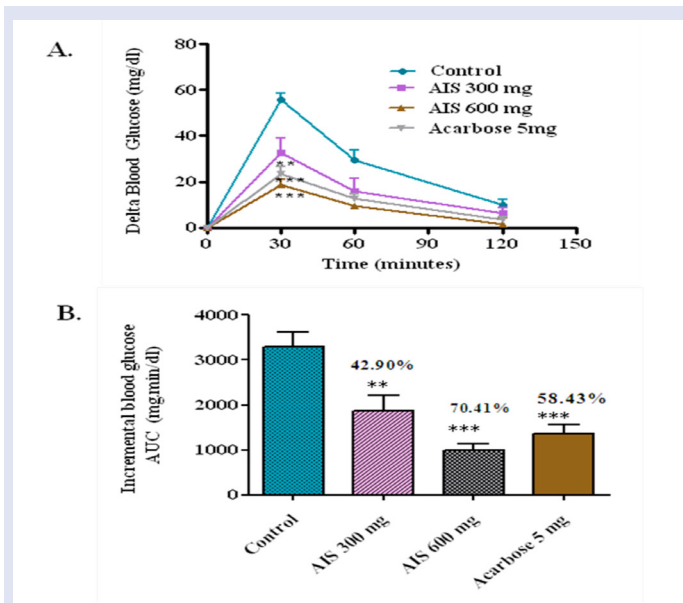 A.
Delta Blood Glucose (mg/dl)
80
60
40
20
0
Control
AIS 300 mg
AIS 600 mg
Acarbose 5mg
**
***
***
0 30 60 90 120 150
Time (minutes)
B.
Incremental blood glucose
AUC (mg.min/dl)
4000
3000
2000
1000
0
42.90%
**
70.41%
***
58.43%
***
Control
AIS 300 mg
AIS 600 mg
Acarbose 5 mg